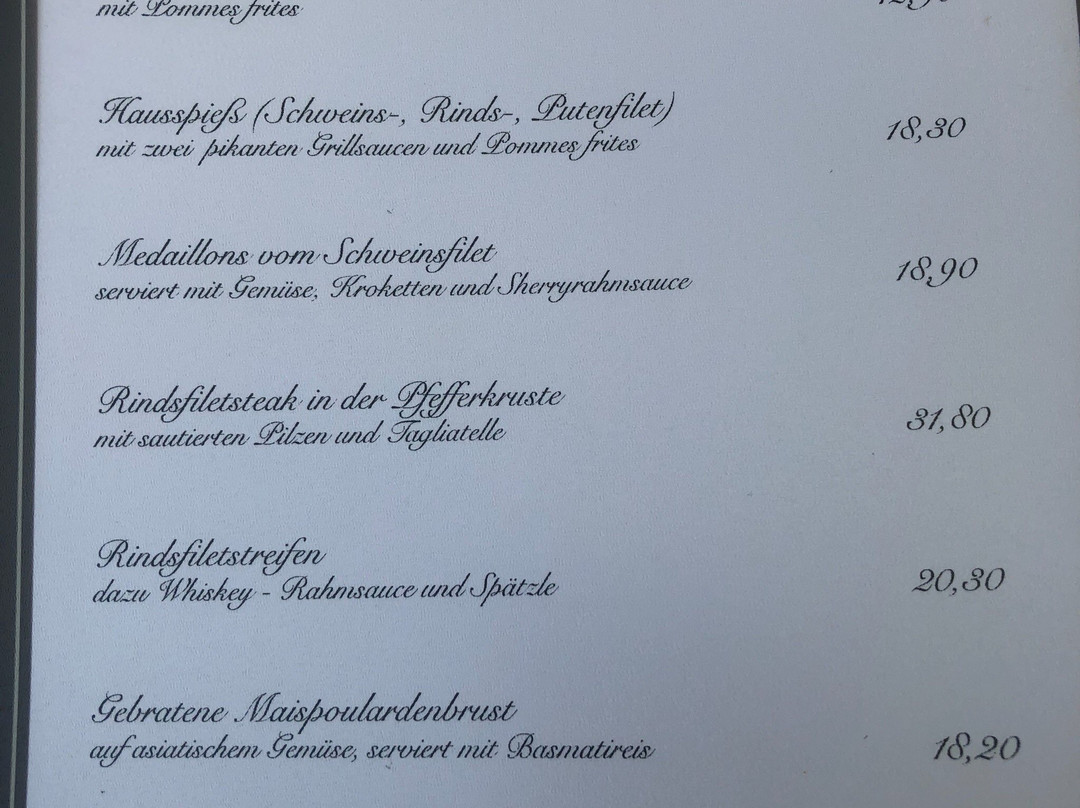 mit Pommes frites
Hausspieß (Schweins-, Rinds-, Putenfilet)
18,30
mit zwei pikanten Grillsaucen und Pommes frites
Medaillons vom Schweinsfilet
18,90
serviert mit Gemüse, Kroketten und Sherryrahmsauce
Rindsfiletsteak in der Pfefferkruste
31,80
mit sautierten Pilzen und Tagliatelle
Rindsfiletstreifen
20,30
dazu Whiskey - Rahmsauce und Spätzle
Gebratene Maispoulardenbrust
18,20
auf asiatischem Gemüse, serviert mit Basmatireis